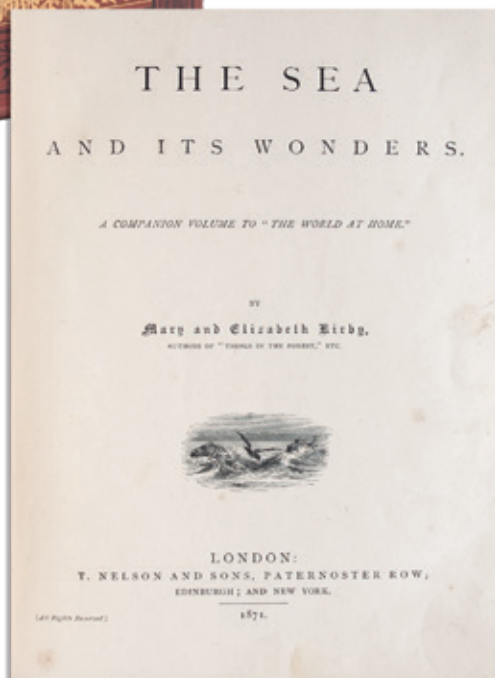 THE SEA
AND ITS WONDERS.
A COMPANION VOLUME TO "THE WORLD AT HOME."
BY
Mary and Elizabeth Kirby,
AUTHORS OF "THINGS IN THE FOREST," ETC.
LONDON:
T. NELSON AND SONS, PATERNOSTER ROW;
EDINBURGH; AND NEW YORK.
1871.
[All Rights Reserved]